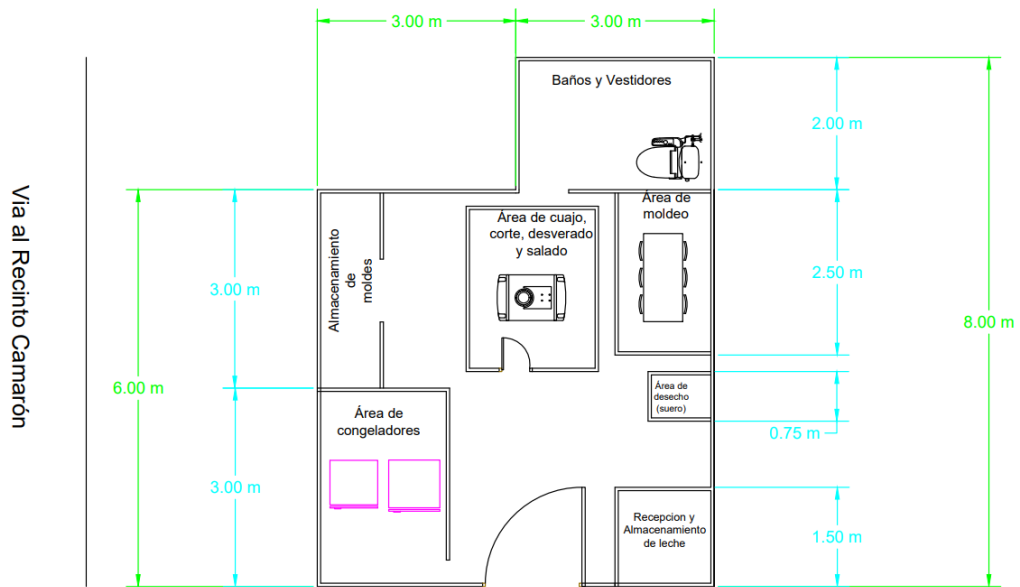 3.00 m
3.00 m
Baños y Vestidores
2.00 m
Via al Recinto Camarón
Almacenamiento
de
moldes
Área de cuajo,
corte, desverado
y salado
Área de
moldeo
3.00 m
2.50 m
8.00 m
6.00 m
Área de
desecho
(suero)
0.75 m
Área de
congeladores
3.00 m
Recepcion y
Almacenamiento
de leche
1.50 m